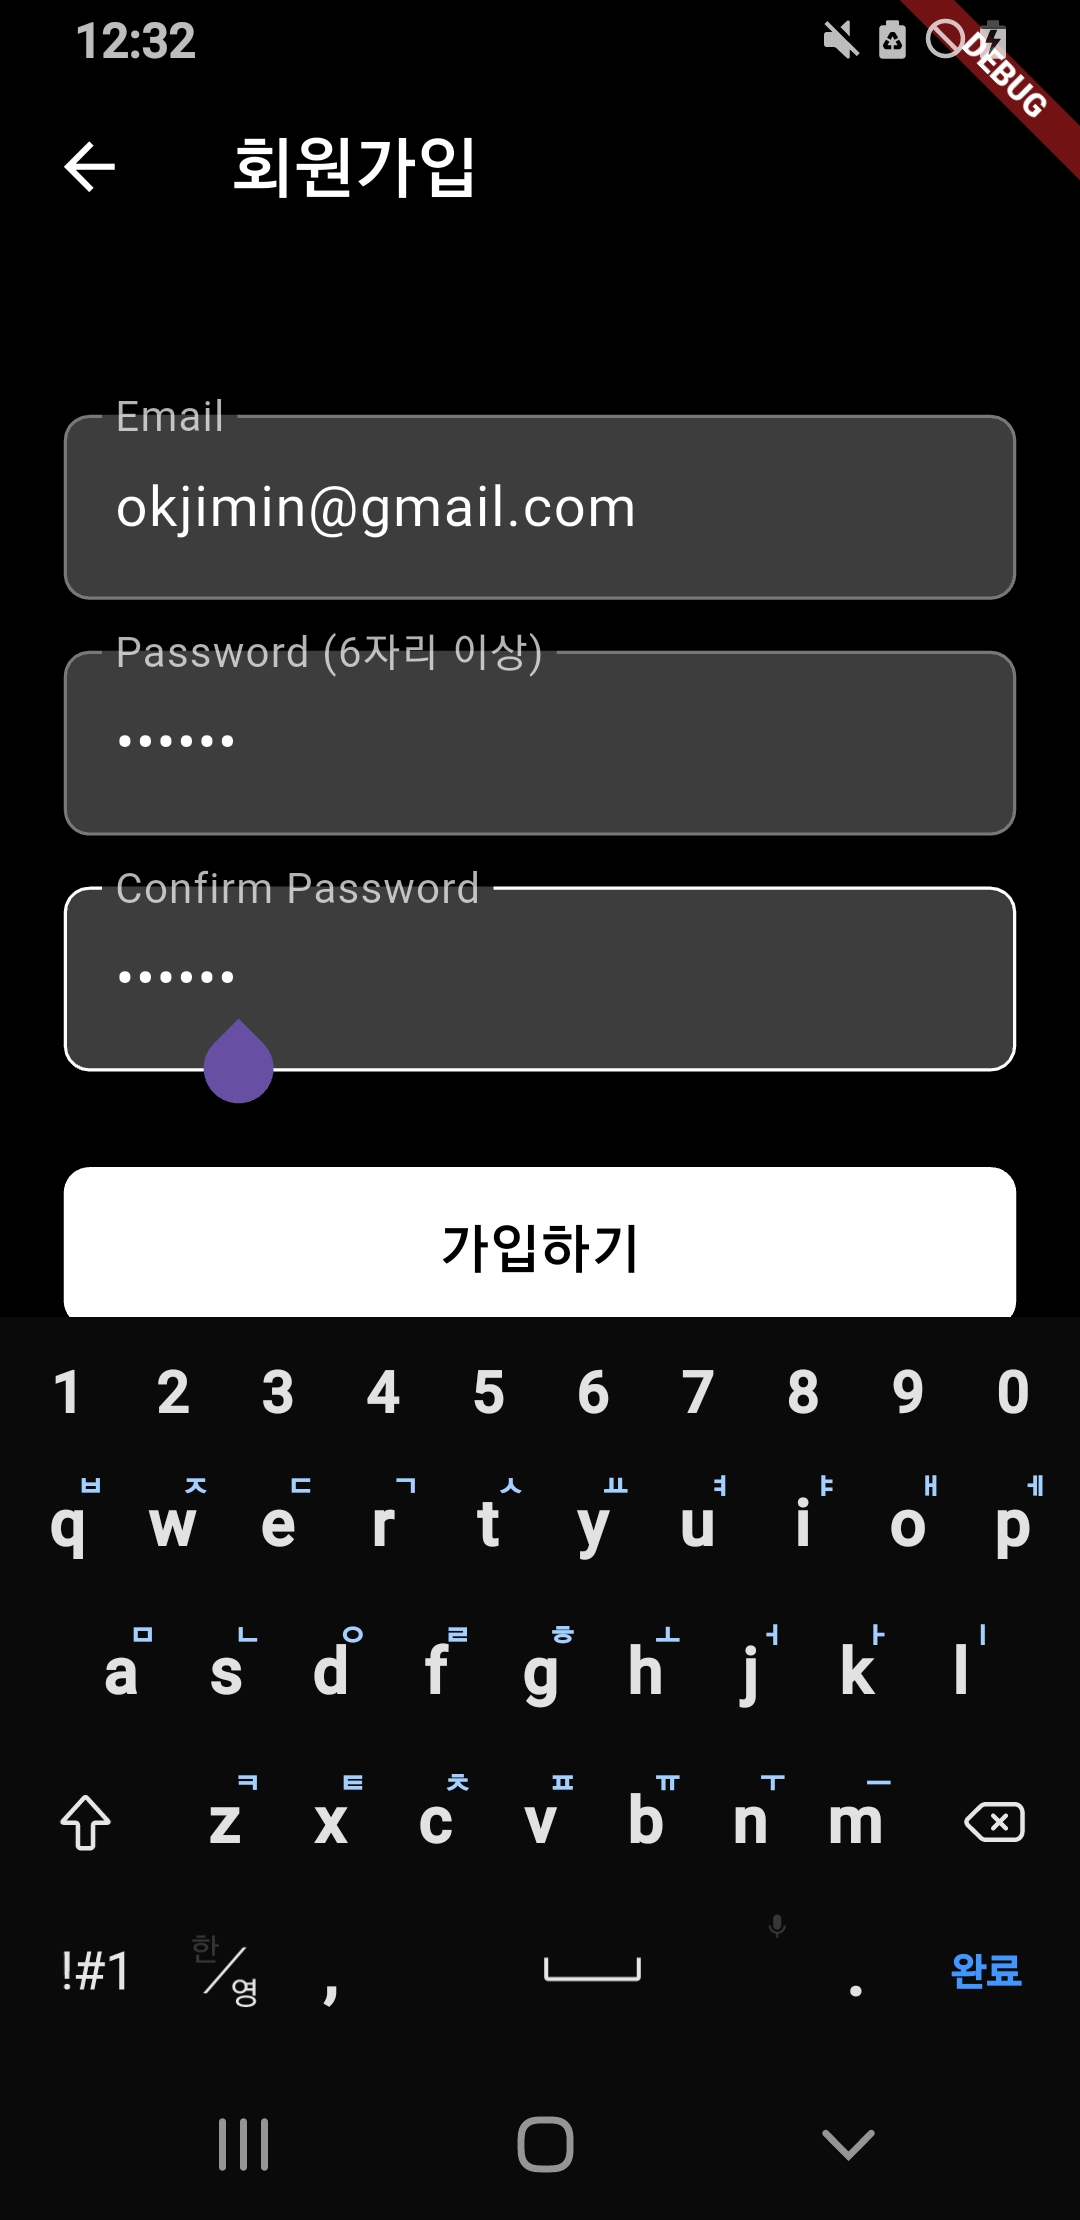 12:32
DEBUG
회원가입
Email
okjimin@gmail.com
Password (6자리 이상)
••••••
Confirm Password
••••••
가입하기
1 2 3 4 5 6 7 8 9 0
ㅂ ㅈ ㄷ ㄱ ㅅ ㅛ ㅕ ㅑ ㅐ ㅔ
q w e r t y u i o p
ㅁ ㄴ ㅇ ㄹ ㅎ ㅗ ㅓ ㅏ ㅣ
a s d f g h j k l
ㅋ ㅌ ㅊ ㅍ ㅠ ㅜ ㅡ
z x c v b n m
!#1 한/영 , . 완료